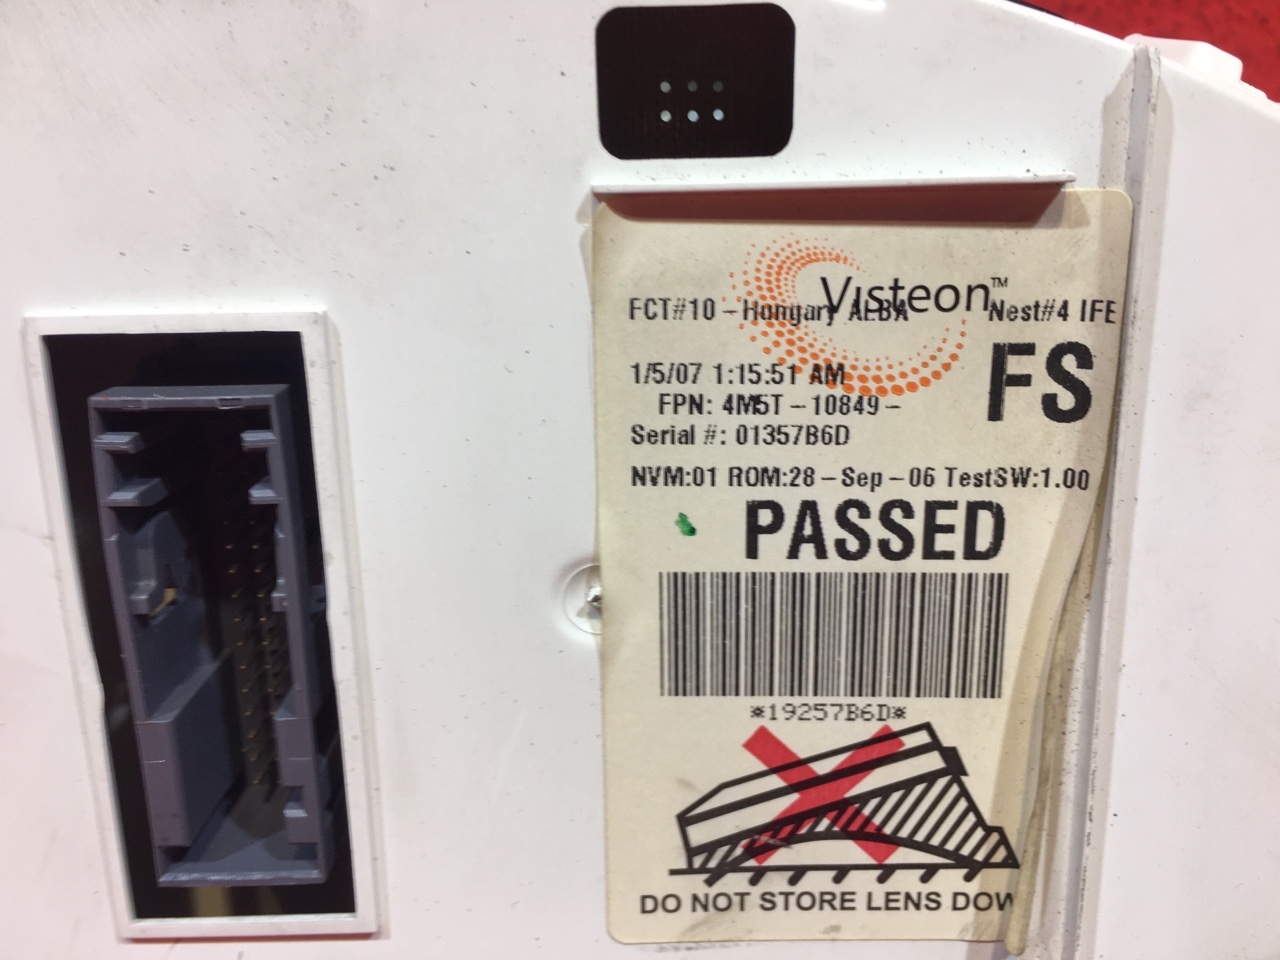 Visteon™
FCT#10 - Hongary ALBA Nest#4 IFE
FS
1/5/07 1:15:51 AM
FPN: 4M5T - 10849 -
Serial #: 01357B6D
NVM:01 ROM:28 - Sep - 06 TestSW:1.00
PASSED
*19257B6D*
DO NOT STORE LENS DOW